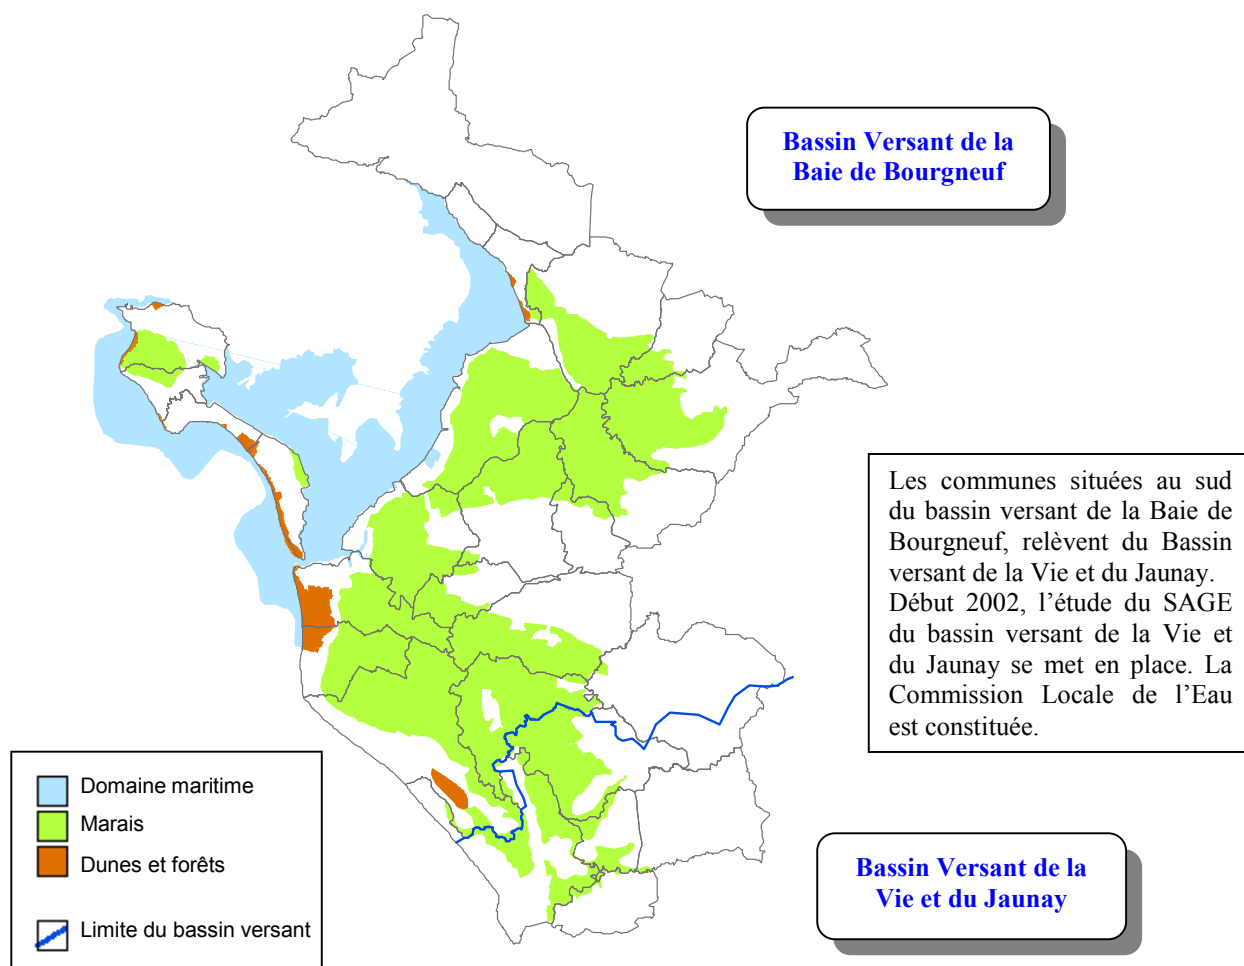 Bassin Versant de la
Baie de Bourgneuf
Les communes situées au sud
du bassin versant de la Baie de
Bourgneuf, relèvent du Bassin
versant de la Vie et du Jaunay.
Début 2002, l’étude du SAGE
du bassin versant de la Vie et
du Jaunay se met en place. La
Commission Locale de l’Eau
est constituée.
Domaine maritime
Marais
Dunes et forêts
Limite du bassin versant
Bassin Versant de la
Vie et du Jaunay